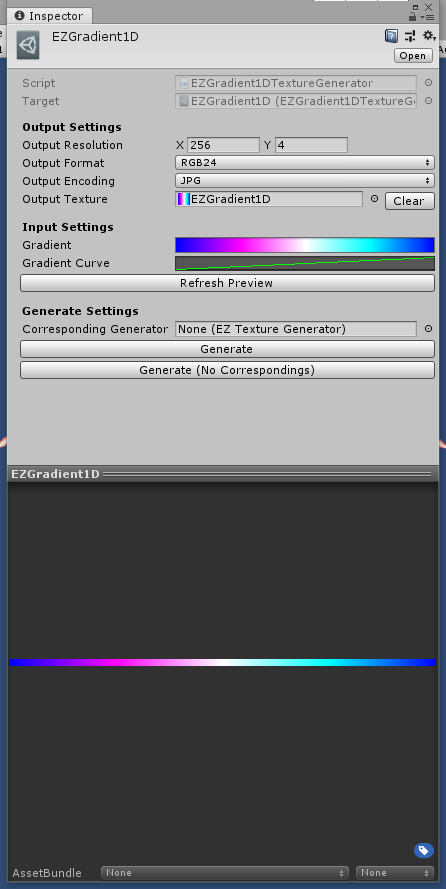 Inspector
EZGradient1D
Open
Script EZGradient1DTextureGenerator
Target EZGradient1D (EZGradient1DTextureG
Output Settings
Output Resolution X 256 Y 4
Output Format RGB24
Output Encoding JPG
Output Texture EZGradient1D Clear
Input Settings
Gradient
Gradient Curve
Refresh Preview
Generate Settings
Corresponding Generator None (EZ Texture Generator)
Generate
Generate (No Correspondings)
EZGradient1D
AssetBundle None None